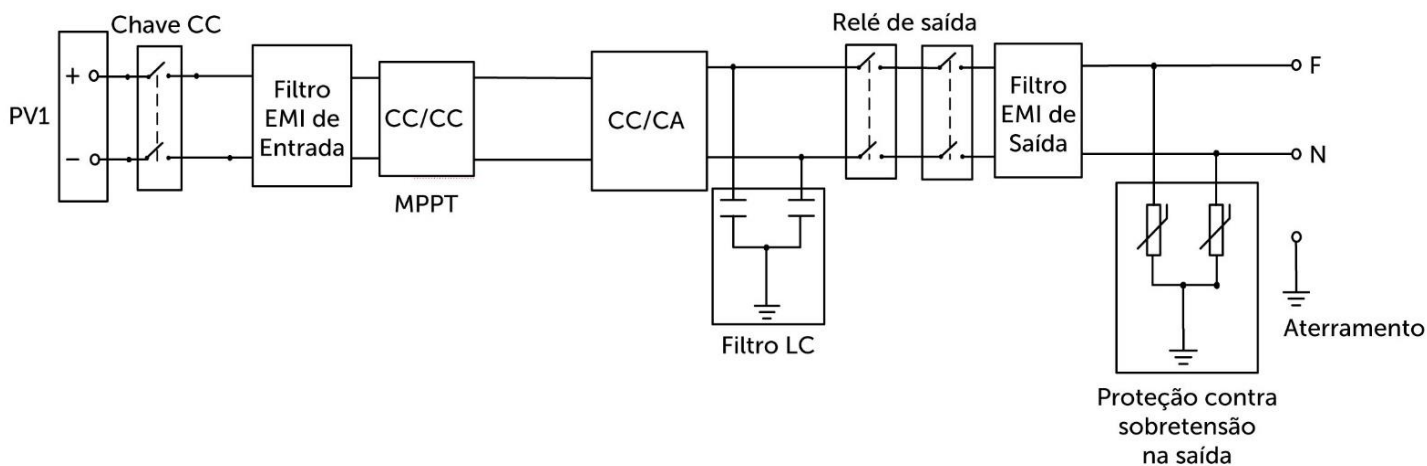 Chave CC
PV1
+
−
Filtro
EMI de
Entrada
CC/CC
MPPT
CC/CA
Filtro LC
Relé de saída
Filtro
EMI de
Saída
F
N
Aterramento
Proteção contra
sobretensão
na saída